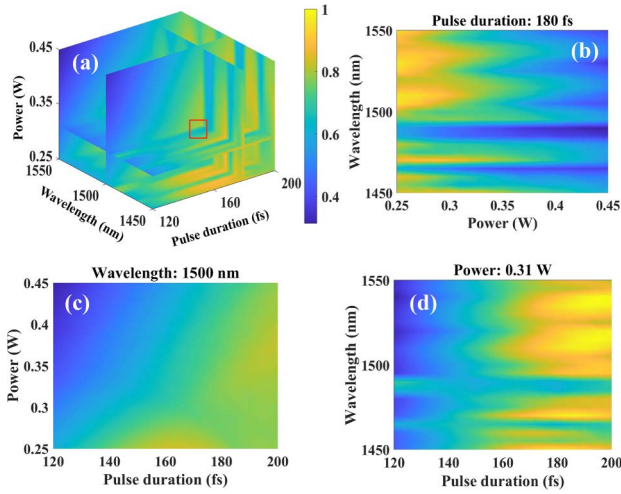 (a)
0.45
0.35
0.25
Power (W)
1550
1500
1450
Wavelength (nm)
120
160
200
Pulse duration (fs)
1
0.8
0.6
0.4
Pulse duration: 180 fs
(b)
1550
1500
1450
Wavelength (nm)
0.25 0.3 0.35 0.4 0.45
Power (W)
Wavelength: 1500 nm
(c)
0.45
0.4
0.35
0.3
0.25
Power (W)
120 140 160 180 200
Pulse duration (fs)
Power: 0.31 W
(d)
1550
1500
1450
Wavelength (nm)
120 140 160 180 200
Pulse duration (fs)